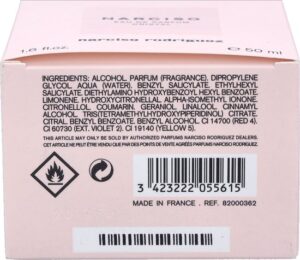 NARCISO
EAU DE PARFUM
narciso rodriguez
1.6 fl.oz.
℮ 50 ml
INGREDIENTS: ALCOHOL, PARFUM (FRAGRANCE), DIPROPYLENE
GLYCOL, AQUA (WATER), BENZYL SALICYLATE, ETHYLHEXYL
SALICYLATE, DIETHYLAMINO HYDROXYBENZOYL HEXYL BENZOATE,
LIMONENE, HYDROXYCITRONELLAL, ALPHA-ISOMETHYL IONONE,
CITRONELLOL, COUMARIN, GERANIOL, LINALOOL, CINNAMYL
ALCOHOL, TRIS(TETRAMETHYLHYDROXYPIPERIDINOL) CITRATE,
CITRAL, BENZYL BENZOATE, BENZYL ALCOHOL, CI 14700 (RED 4),
CI 60730 (EXT. VIOLET 2), CI 19140 (YELLOW 5).
THIS ARTICLE MAY ONLY BE SOLD BY AUTHORIZED NARCISO RODRIGUEZ DEALERS.
CET ARTICLE NE PEUT ÊTRE VENDU QUE PAR DES POINTS DE VENTE AGRÉÉS PARFUMS NARCISO RODRIGUEZ.
3 423222 055615
MADE IN FRANCE . REF. 82000362